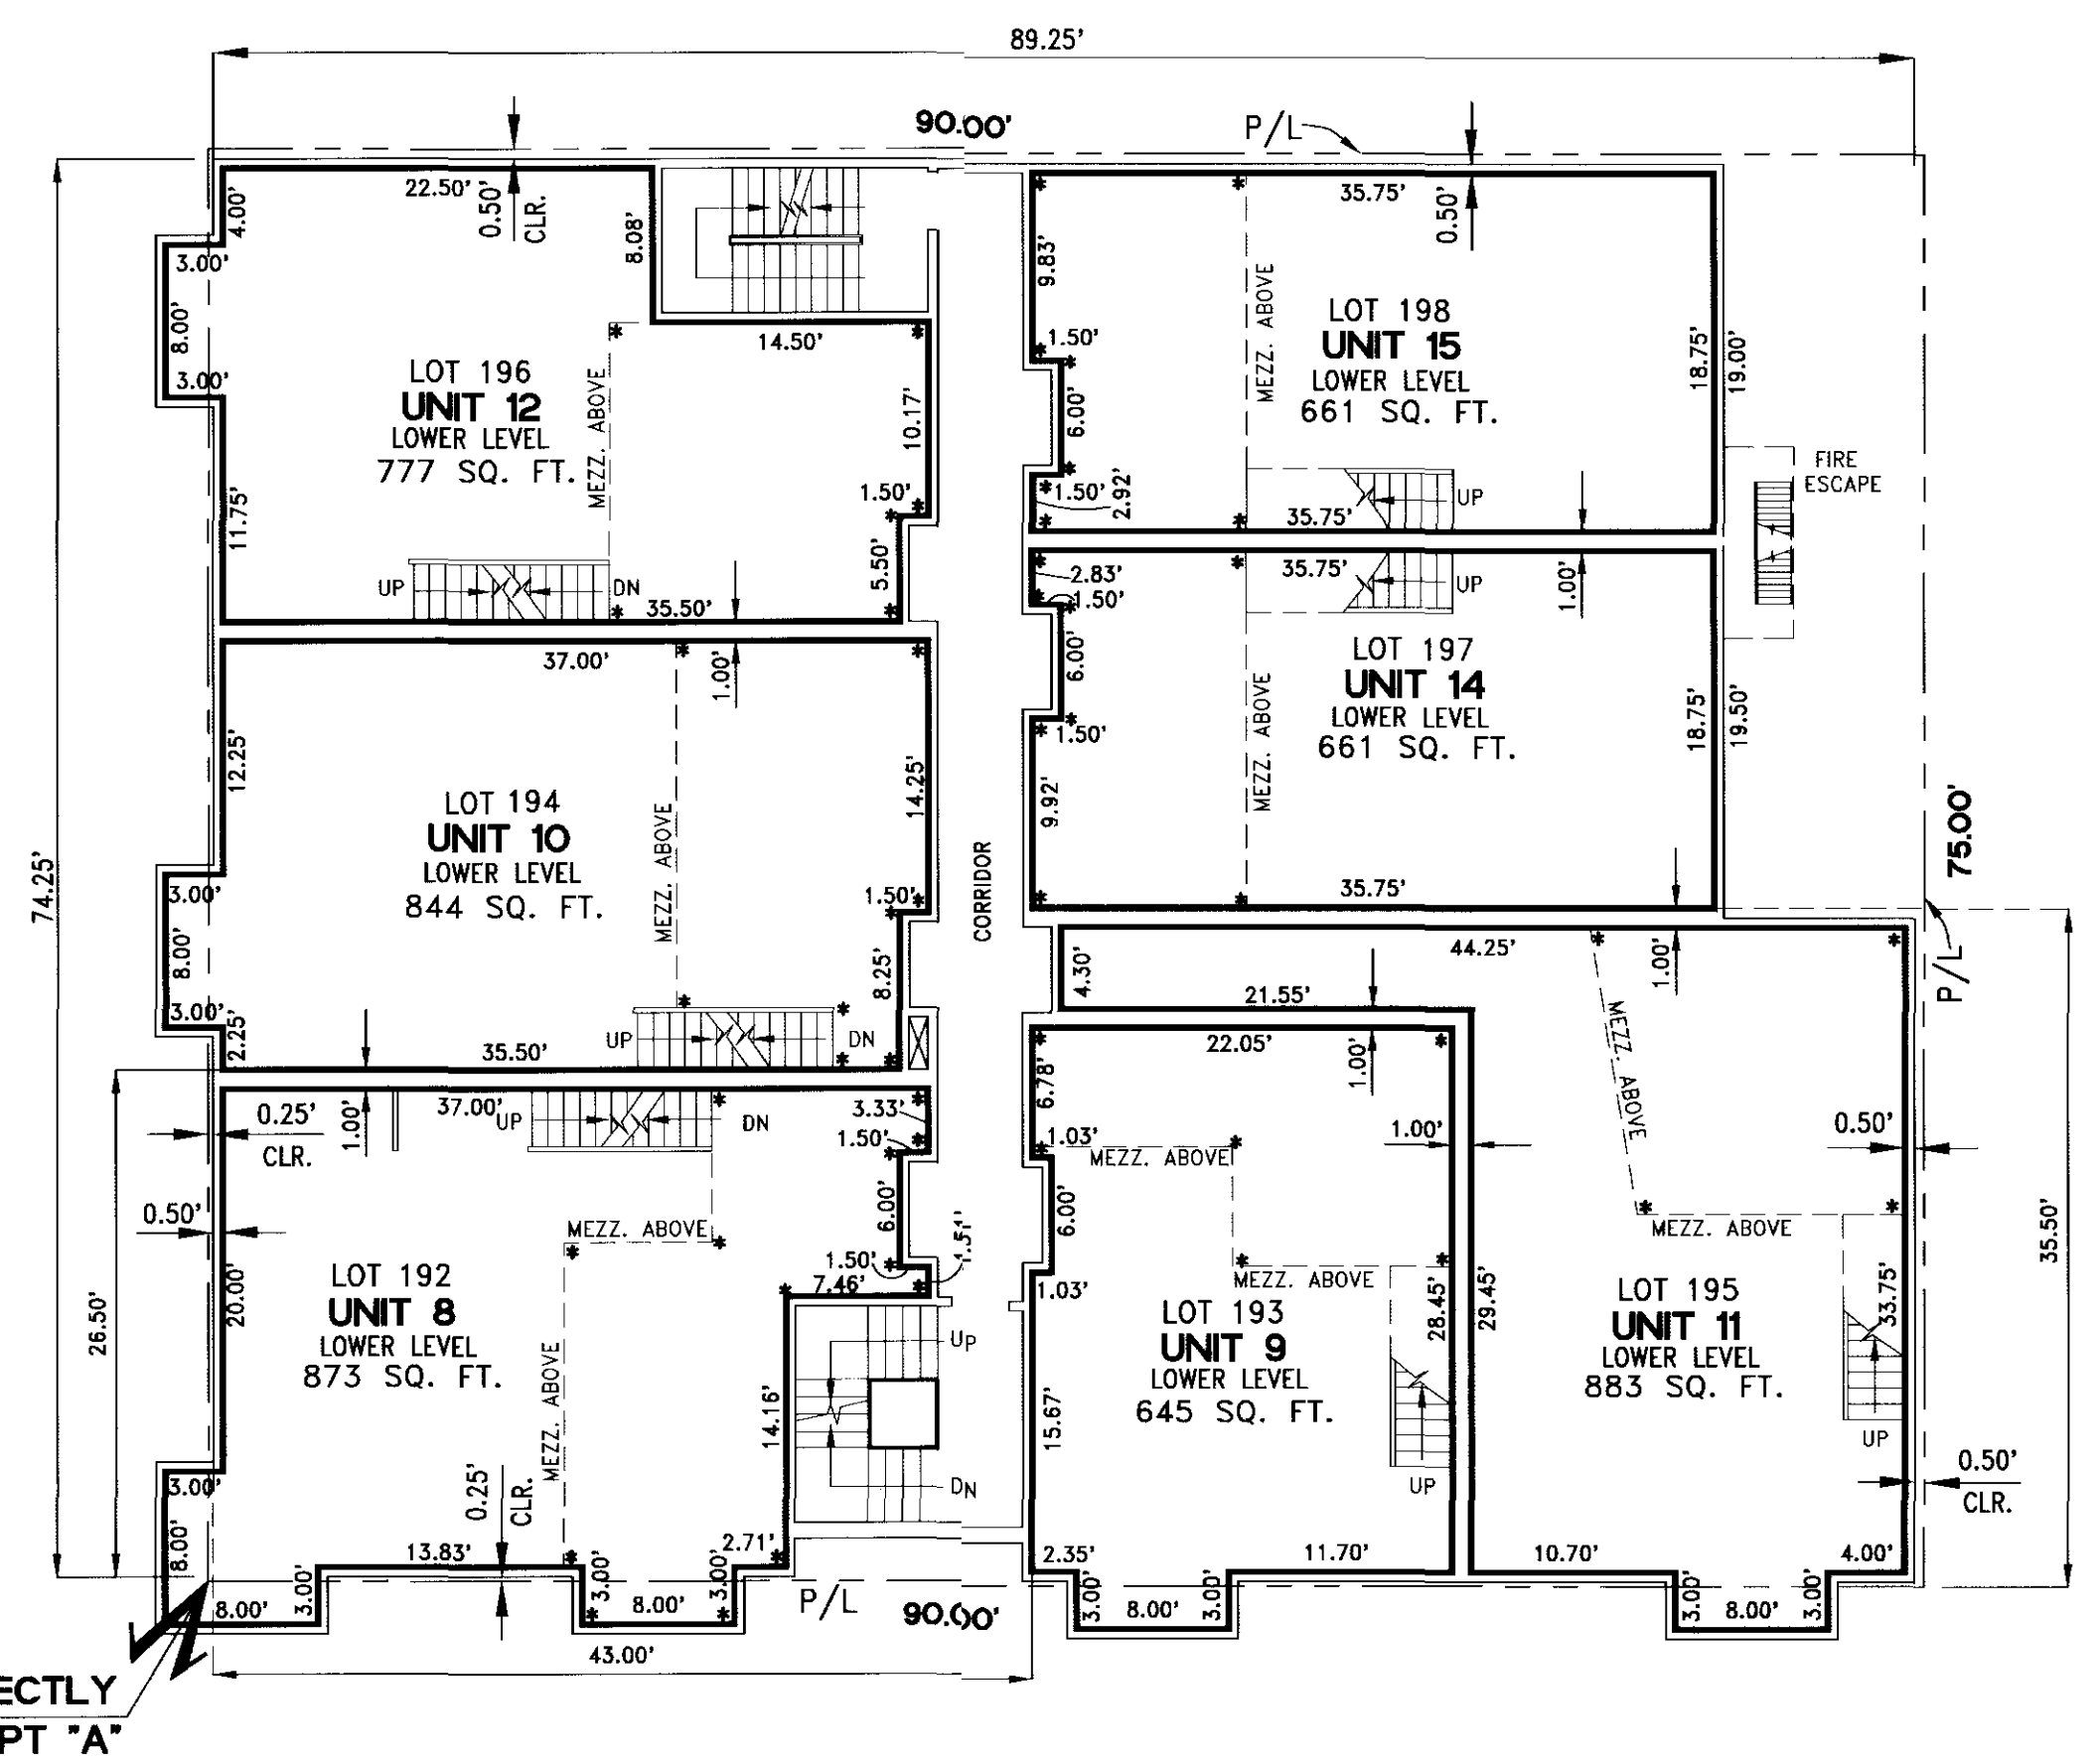 89.25'
90.00'
P/L
22.50'
0.50'
CLR.
4.00'
3.00'
8.00'
3.00'
11.75'
8.08'
14.50'
10.17'
1.50'
5.50'
LOT 196
UNIT 12
LOWER LEVEL
777 SQ. FT.
MEZZ. ABOVE
UP
DN
35.50'
35.75'
0.50'
9.83'
1.50'
6.00'
1.50'
2.92'
MEZZ. ABOVE
LOT 198
UNIT 15
LOWER LEVEL
661 SQ. FT.
18.75'
19.00'
UP
35.75'
FIRE
ESCAPE
37.00'
1.00'
12.25'
3.00'
8.00'
3.00'
2.25'
LOT 194
UNIT 10
LOWER LEVEL
844 SQ. FT.
MEZZ. ABOVE
14.25'
1.50'
8.25'
UP
DN
35.50'
74.25'
CORRIDOR
2.83'
1.50'
35.75'
UP
1.00'
6.00'
1.50'
9.92'
MEZZ. ABOVE
LOT 197
UNIT 14
LOWER LEVEL
661 SQ. FT.
18.75'
19.50'
35.75'
75.00'
P/L
44.25'
1.00'
4.30'
21.55'
22.05'
1.00'
6.78'
1.03'
MEZZ. ABOVE
6.00'
1.03'
MEZZ. ABOVE
1.00'
28.45'
29.45'
LOT 193
UNIT 9
LOWER LEVEL
645 SQ. FT.
15.67'
UP
2.35'
11.70'
3.00'
8.00'
3.00'
MEZZ. ABOVE
MEZZ. ABOVE
0.50'
LOT 195
UNIT 11
LOWER LEVEL
883 SQ. FT.
33.75'
UP
35.50'
0.50'
CLR.
10.70'
4.00'
3.00'
8.00'
3.00'
0.25'
CLR.
1.00'
37.00'
UP
DN
3.33'
1.50'
0.50'
26.50'
20.00'
MEZZ. ABOVE
6.00'
1.50'
1.51'
7.46'
LOT 192
UNIT 8
LOWER LEVEL
873 SQ. FT.
MEZZ. ABOVE
14.16'
UP
DN
3.00'
8.00'
0.25'
CLR.
13.83'
2.71'
8.00'
3.00'
3.00'
8.00'
3.00'
P/L
90.00'
43.00'
ECTLY
PT "A"